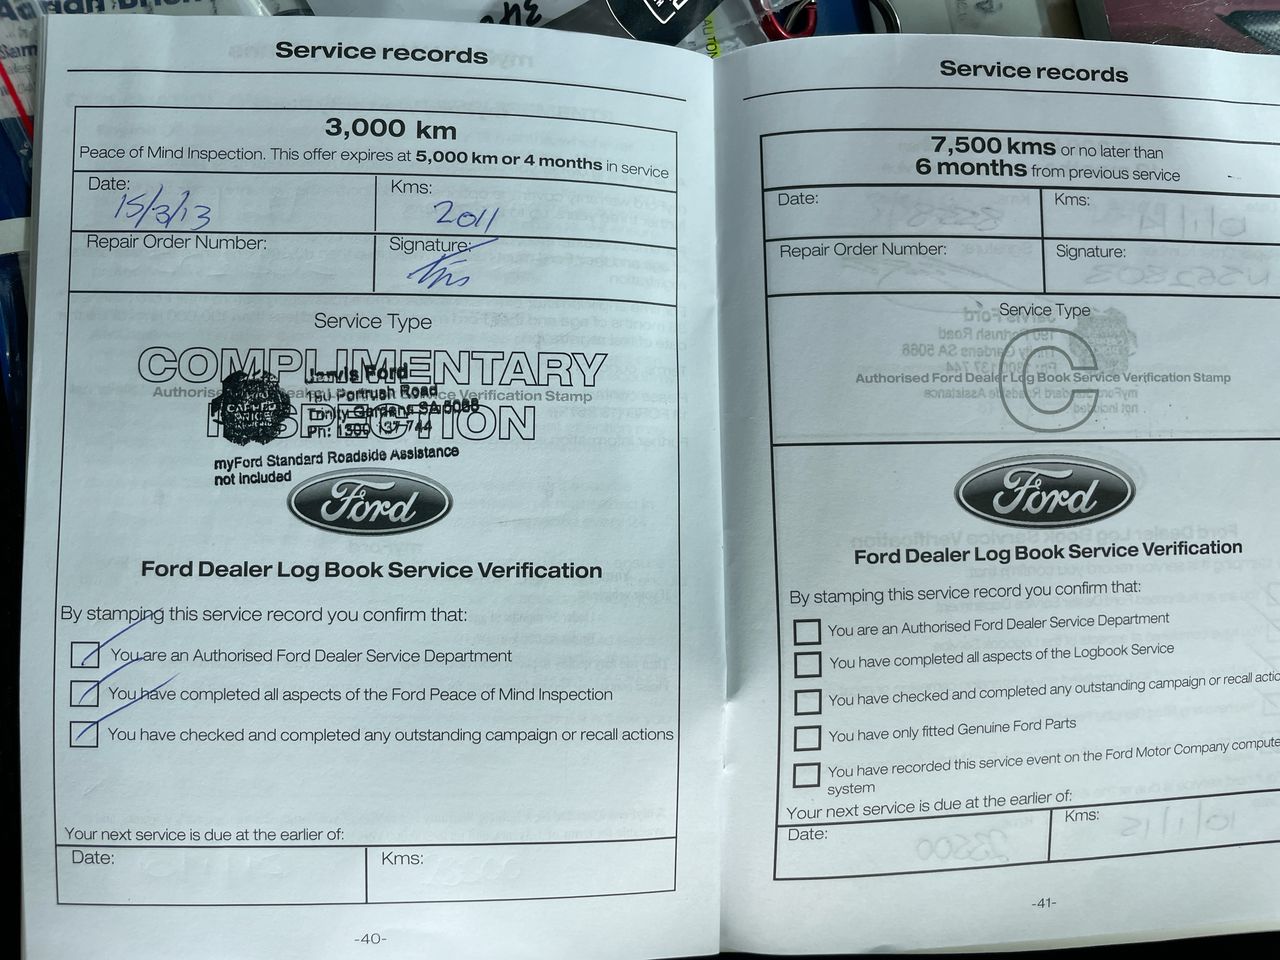 Service records
3,000 km
Peace of Mind Inspection. This offer expires at 5,000 km or 4 months in service
Date:
15/3/13
Kms:
2011
Repair Order Number:
Signature:
Service Type
COMPLIMENTARY
INSPECTION
Authorised Ford Dealer Log Book Service Verification Stamp
Jarvis Ford
190 Portrush Road
Trinity Gardens SA 5068
Ph: 1300 137 744
myFord Standard Roadside Assistance
not included
Ford
Ford Dealer Log Book Service Verification
By stamping this service record you confirm that:
You are an Authorised Ford Dealer Service Department
You have completed all aspects of the Ford Peace of Mind Inspection
You have checked and completed any outstanding campaign or recall actions
Your next service is due at the earlier of:
Date:
Kms:
-40-
Service records
7,500 kms or no later than
6 months from previous service
Date:
Kms:
Repair Order Number:
Signature:
Service Type
C
Authorised Ford Dealer Log Book Service Verification Stamp
Ford
Ford Dealer Log Book Service Verification
By stamping this service record you confirm that:
You are an Authorised Ford Dealer Service Department
You have completed all aspects of the Logbook Service
You have checked and completed any outstanding campaign or recall actio
You have only fitted Genuine Ford Parts
You have recorded this service event on the Ford Motor Company compute
system
Your next service is due at the earlier of:
Date:
Kms:
-41-